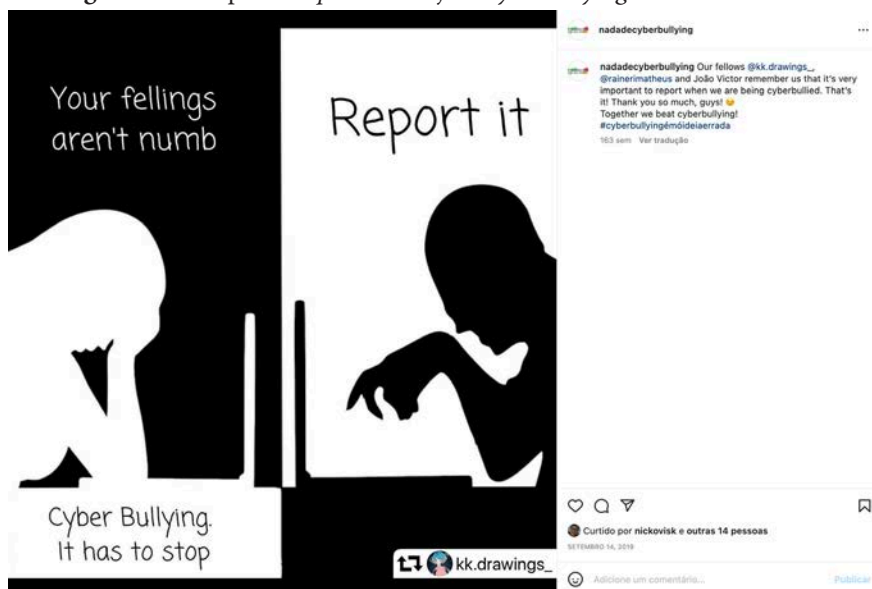 Your fellings
aren't numb
Report it
Cyber Bullying.
It has to stop
kk.drawings_
nadadecyberbullying
nadadecyberbullying Our fellows @kk.drawings_,
@rainerimatheus and João Victor remember us that it's very
important to report when we are being cyberbullied. That's
it! Thank you so much, guys! 😉
Together we beat cyberbullying!
#cyberbullyingémóideiaerrada
163 sem Ver tradução
Curtido por nickovisk e outras 14 pessoas
SETEMBRO 14, 2019
Adicione um comentário...
Publicar